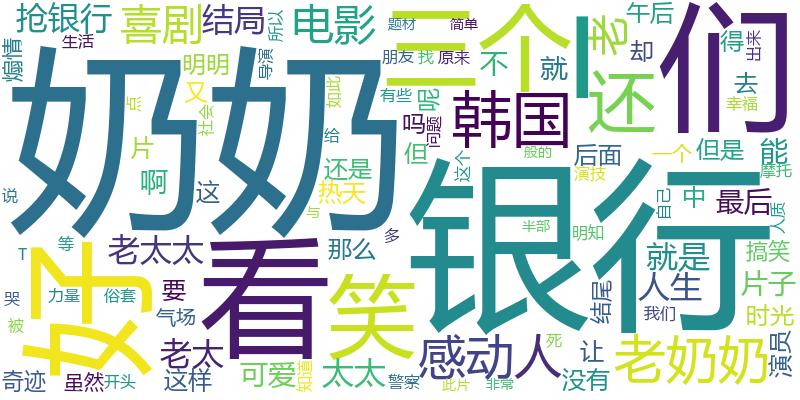 抢银行 喜剧 结局 所以 电影 题材 简单 三个 老 午后 们
煽情 生活 明明 导演 朋友 找 原来 不 就 却 得 出来
奶奶 点 又 社会 如此 有些 呢 韩国 还 去 幸福
片 给 吗 问题 但 般的 后面 一个 但是 能
说 啊 这 还是 热天 这个 银行 演技 自己 中 最后 摩托 人质
T 等 老太太 与 那么 多 半部 明知 就是 搞笑
好 要 看 笑 人生 片子
哭 力量 俗套 气场 结尾 我们 时光
被 老太 感动 人 死 让 老奶奶 演员
奇迹 虽然 开头 这样 可爱 知道 太太 警察 此片 非常 没有